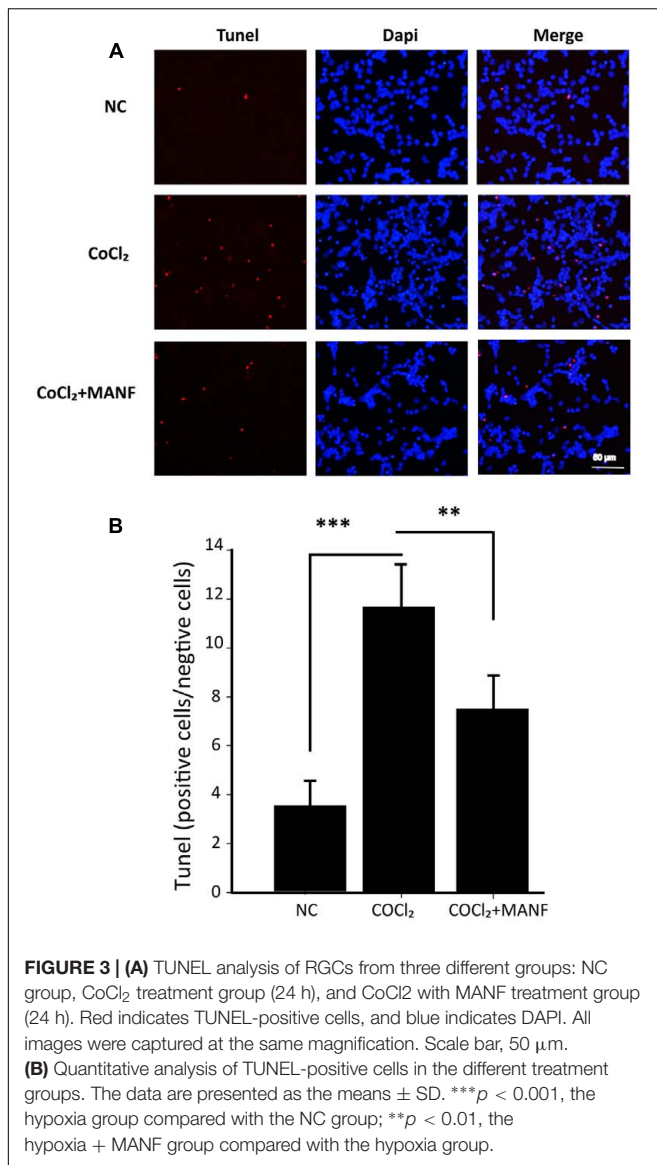 Tunel Dapi Merge
A
NC
CoCl₂
CoCl₂+MANF
B
*** **
14
12
10
8
6
4
2
0
Tunel (positive cells/negtive cells)
NC COCl₂ COCl₂+MANF
FIGURE 3 | (A) TUNEL analysis of RGCs from three different groups: NC
group, CoCl₂ treatment group (24 h), and CoCl2 with MANF treatment group
(24 h). Red indicates TUNEL-positive cells, and blue indicates DAPI. All
images were captured at the same magnification. Scale bar, 50 μm.
(B) Quantitative analysis of TUNEL-positive cells in the different treatment
groups. The data are presented as the means ± SD. ***p < 0.001, the
hypoxia group compared with the NC group; **p < 0.01, the
hypoxia + MANF group compared with the hypoxia group.